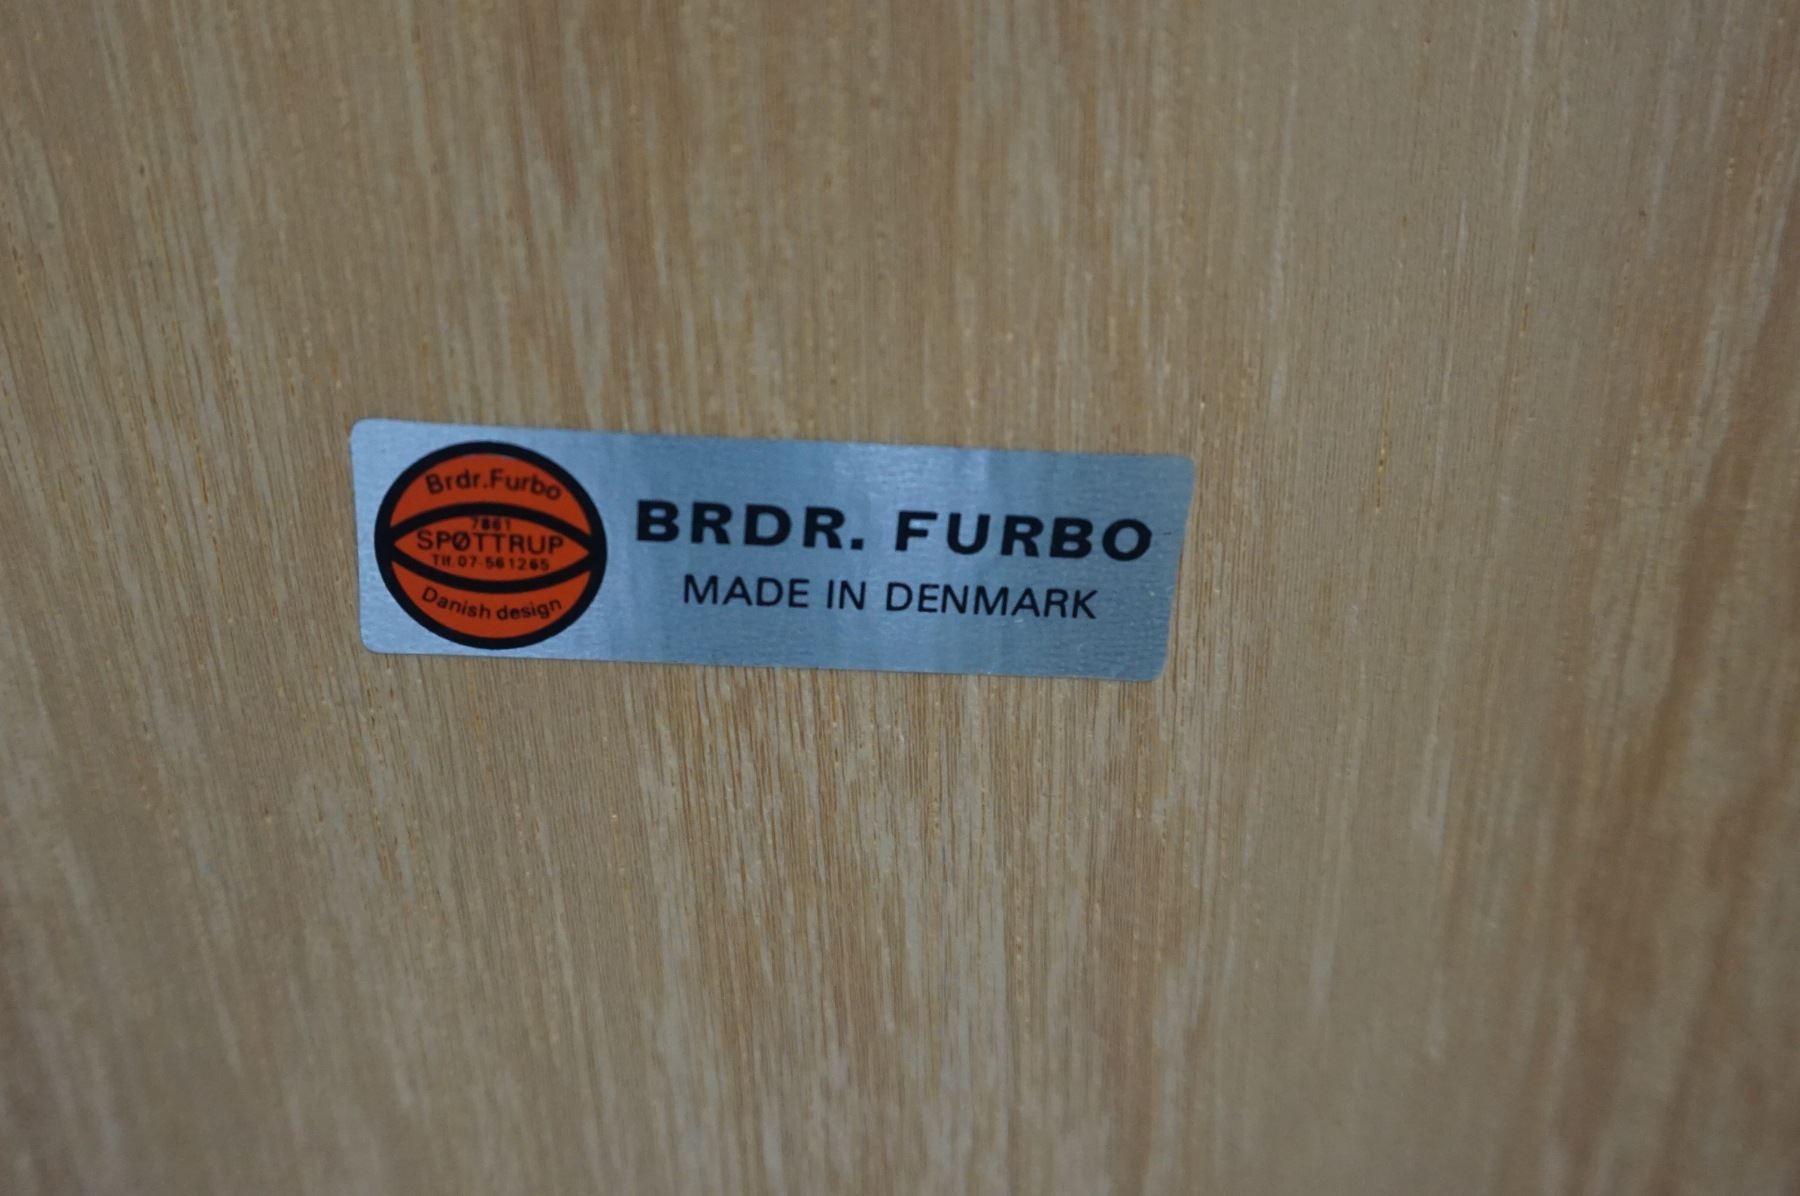 Brdr.Furbo
7861
SPØTTRUP
Tlf.07-561265
Danish design
BRDR. FURBO
MADE IN DENMARK